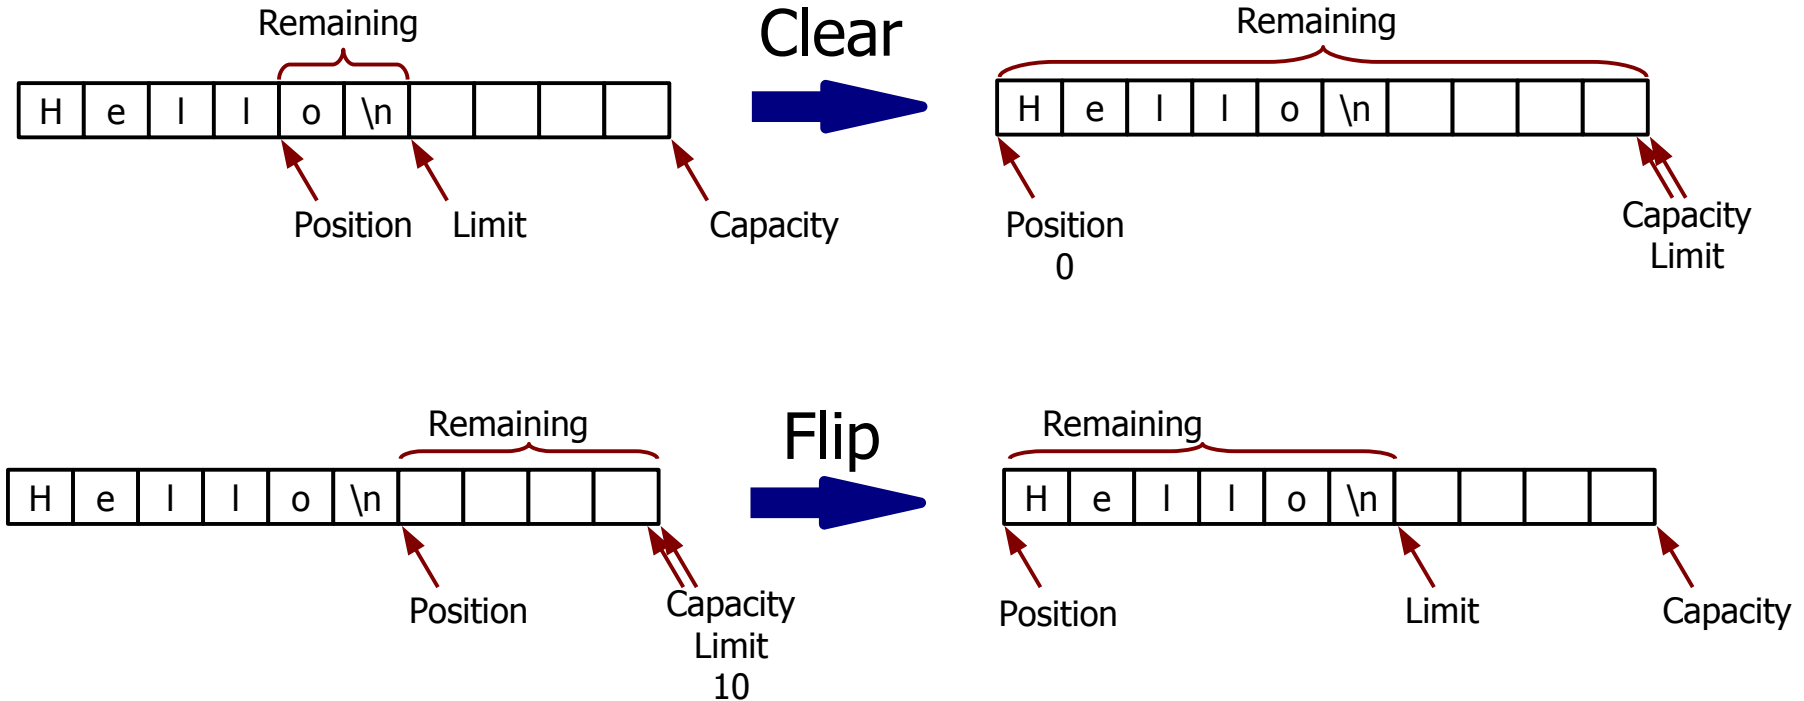 Remaining
Clear
Remaining
H e l l o \n
H e l l o \n
Position Limit Capacity
Position
0
Capacity
Limit
Remaining
Flip
Remaining
H e l l o \n
H e l l o \n
Position
Capacity
Limit
10
Position
Limit
Capacity